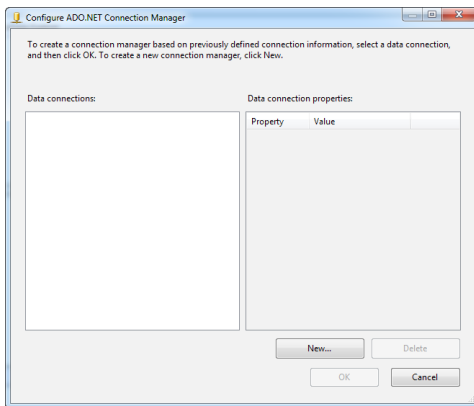 Configure ADO.NET Connection Manager
To create a connection manager based on previously defined connection information, select a data connection,
and then click OK. To create a new connection manager, click New.
Data connections:
Data connection properties:
Property Value
New... Delete
OK Cancel